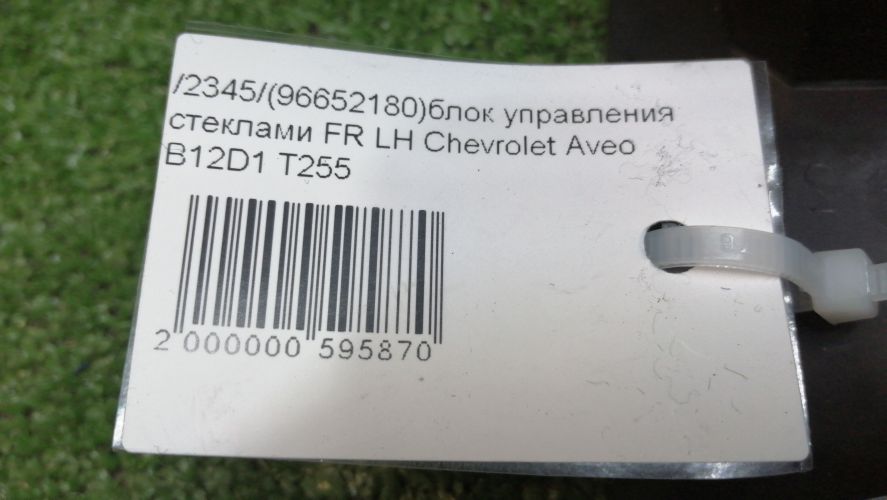 /2345/(96652180)блок управления
стеклами FR LH Chevrolet Aveo
B12D1 T255
2 000000 595870